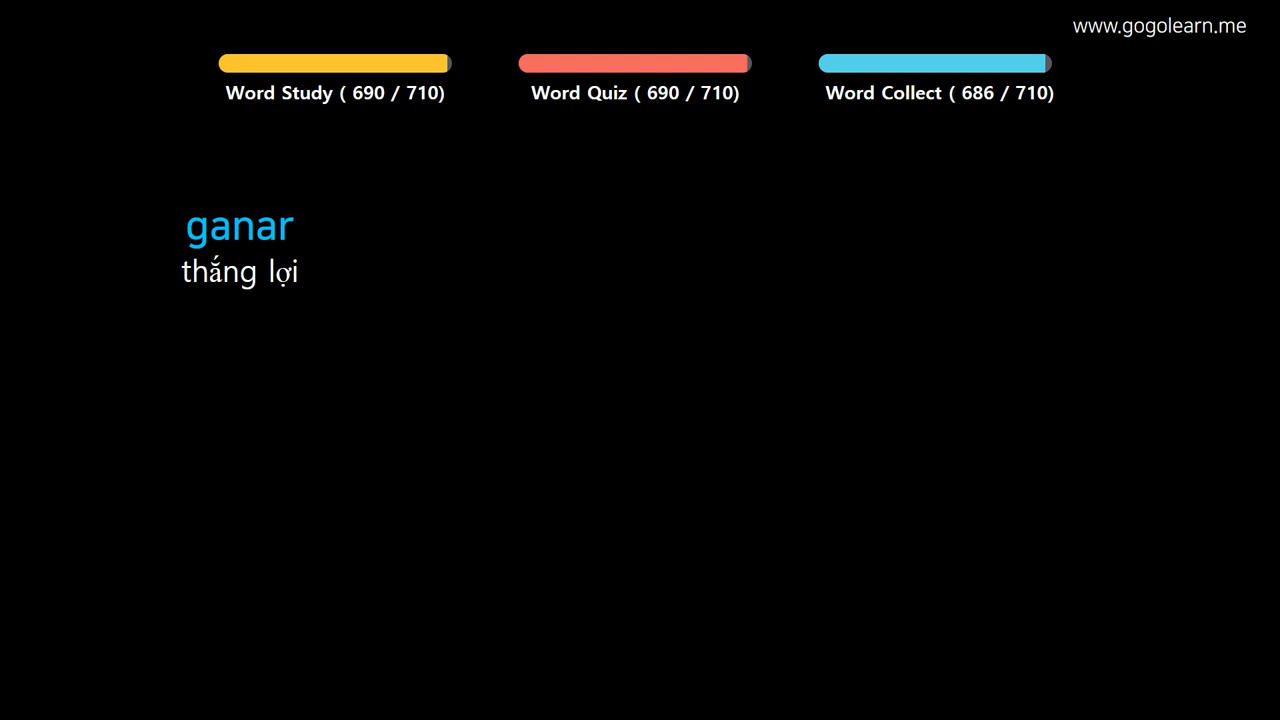 www.gogolearn.me
Word Study ( 690 / 710)
Word Quiz ( 690 / 710)
Word Collect ( 686 / 710)
ganar
thắng lợi